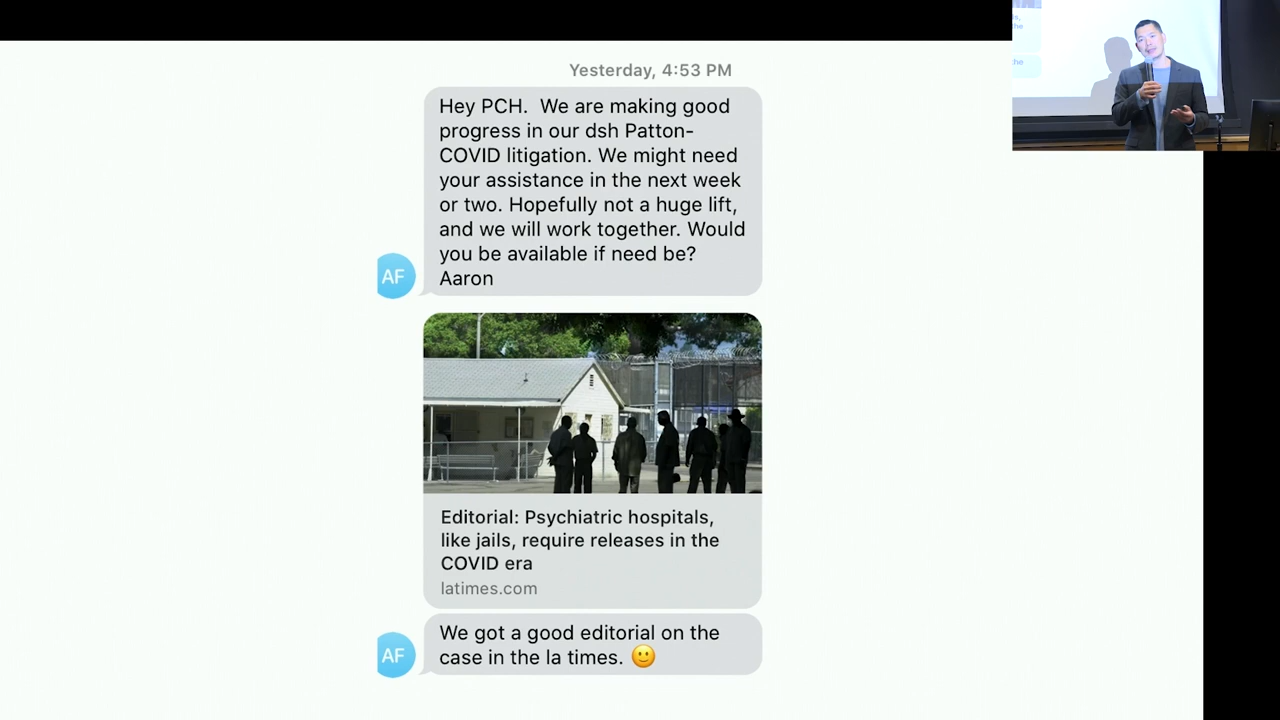 Yesterday, 4:53 PM
Hey PCH.  We are making good
progress in our dsh Patton-
COVID litigation. We might need
your assistance in the next week
or two. Hopefully not a huge lift,
and we will work together. Would
you be available if need be?
Aaron
AF
Editorial: Psychiatric hospitals,
like jails, require releases in the
COVID era
latimes.com
We got a good editorial on the
case in the la times. 🙂
AF
the
the